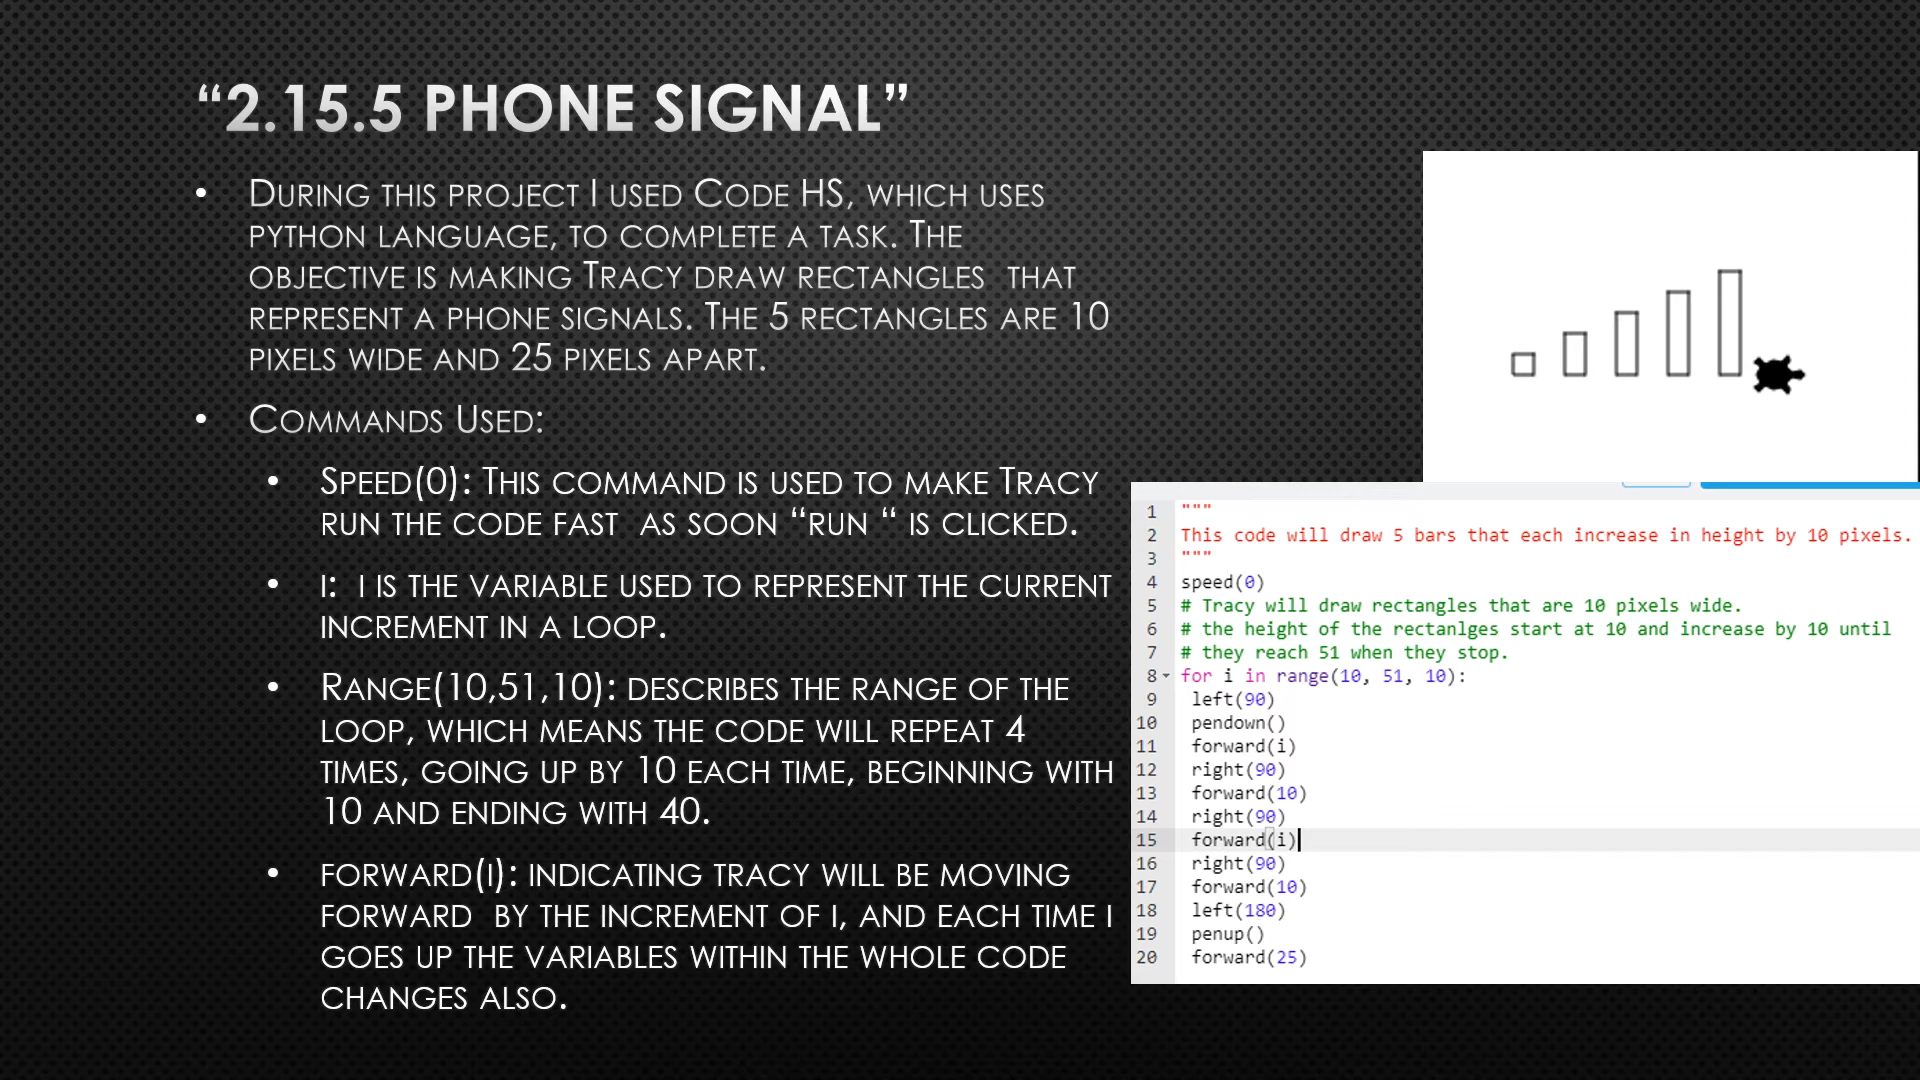 “2.15.5 PHONE SIGNAL”
• During this project I used Code HS, which uses
python language, to complete a task. The
objective is making Tracy draw rectangles  that
represent a phone signals. The 5 rectangles are 10
pixels wide and 25 pixels apart.
• Commands Used:
• Speed(0): This command is used to make Tracy
run the code fast  as soon “run “ is clicked.
• i:  i is the variable used to represent the current
increment in a loop.
• Range(10,51,10): describes the range of the
loop, which means the code will repeat 4
times, going up by 10 each time, beginning with
10 and ending with 40.
• forward(i): indicating tracy will be moving
forward  by the increment of i, and each time i
goes up the variables within the whole code
changes also.
1 """
2 This code will draw 5 bars that each increase in height by 10 pixels.
3 """
4 speed(0)
5 # Tracy will draw rectangles that are 10 pixels wide.
6 # the height of the rectanlges start at 10 and increase by 10 until
7 # they reach 51 when they stop.
8 for i in range(10, 51, 10):
9 left(90)
10 pendown()
11 forward(i)
12 right(90)
13 forward(10)
14 right(90)
15 forward(i)
16 right(90)
17 forward(10)
18 left(180)
19 penup()
20 forward(25)